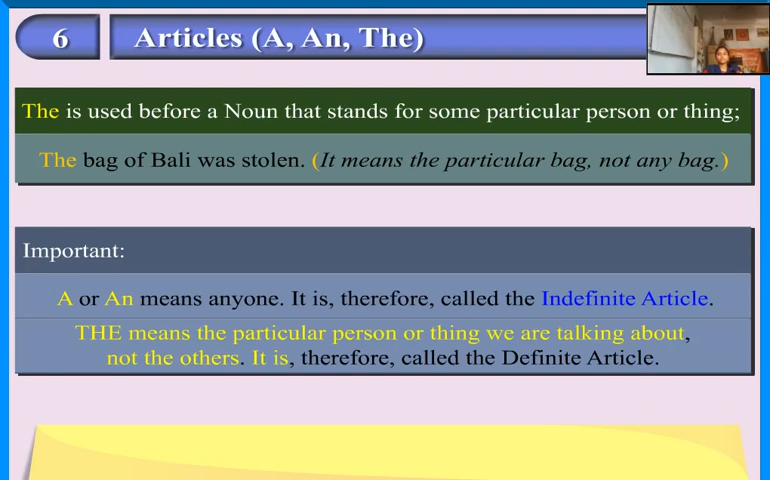 6 Articles (A, An, The)
The is used before a Noun that stands for some particular person or thing;
The bag of Bali was stolen. (It means the particular bag, not any bag.)
Important:
A or An means anyone. It is, therefore, called the Indefinite Article.
THE means the particular person or thing we are talking about,
not the others. It is, therefore, called the Definite Article.